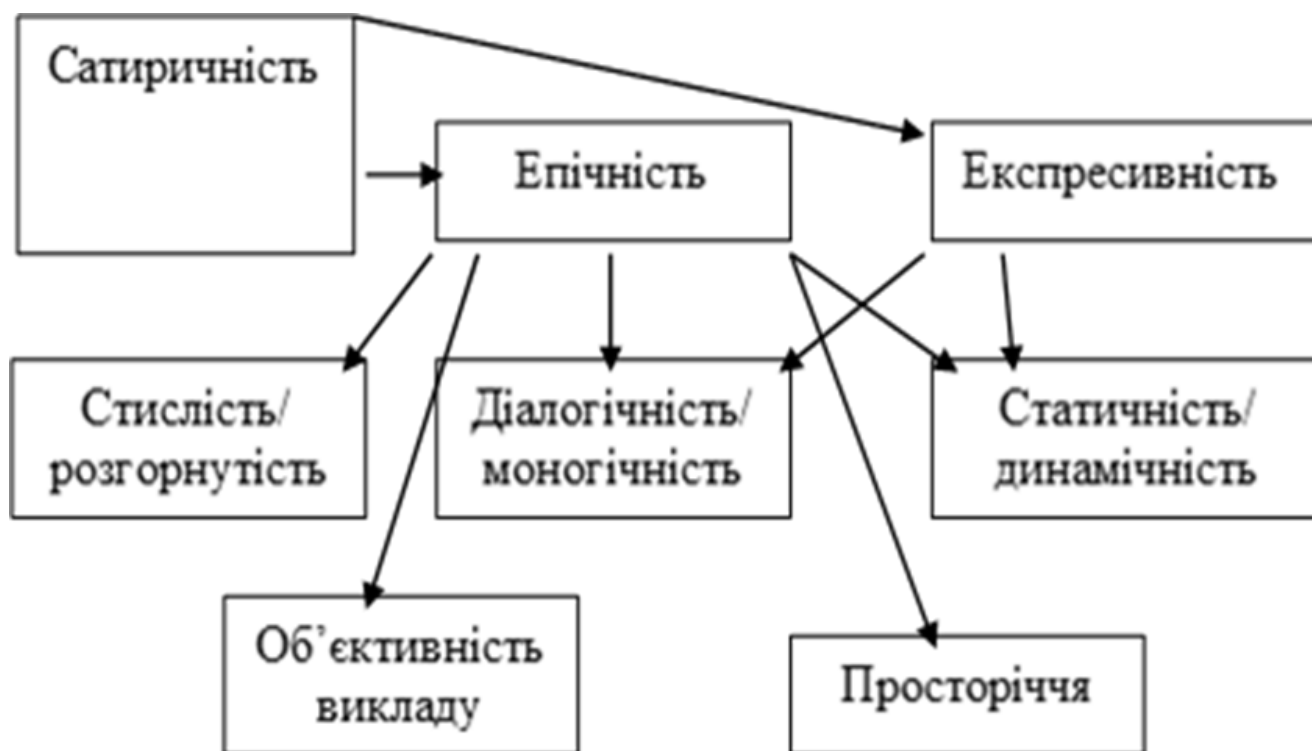 Сатиричність
Епічність
Експресивність
Стислість/
розгорнутість
Діалогічність/
моногічність
Статичність/
динамічність
Об’єктивність
викладу
Просторіччя